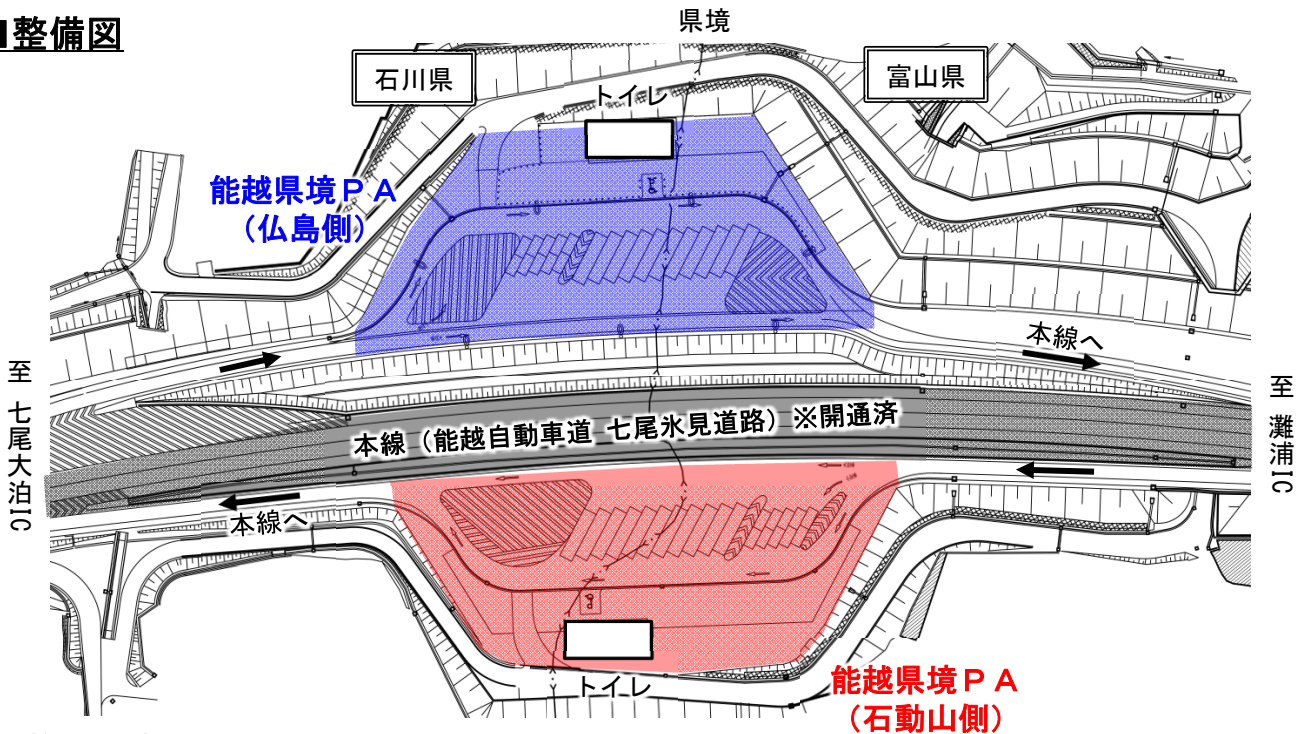 整備図
県境
石川県
富山県
トイレ
能越県境ＰＡ
（仏島側）
本線へ
至 七尾大泊IC
至 灘浦IC
本線（能越自動車道 七尾氷見道路）※開通済
本線へ
トイレ
能越県境ＰＡ
（石動山側）